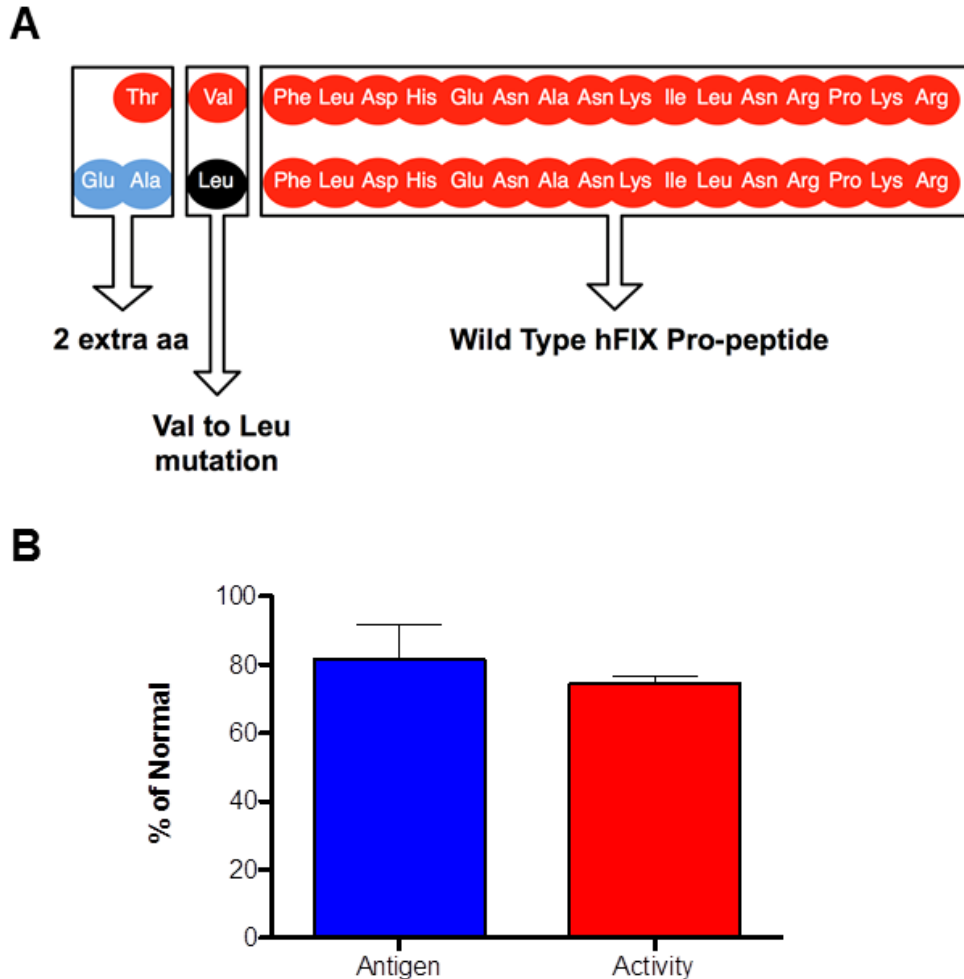 A
Thr Val Phe Leu Asp His Glu Asn Ala Asn Lys Ile Leu Asn Arg Pro Lys Arg
Glu Ala Leu Phe Leu Asp His Glu Asn Ala Asn Lys Ile Leu Asn Arg Pro Lys Arg
2 extra aa
Wild Type hFIX Pro-peptide
Val to Leu
mutation
B
% of Normal
100
80
60
40
20
0
Antigen Activity